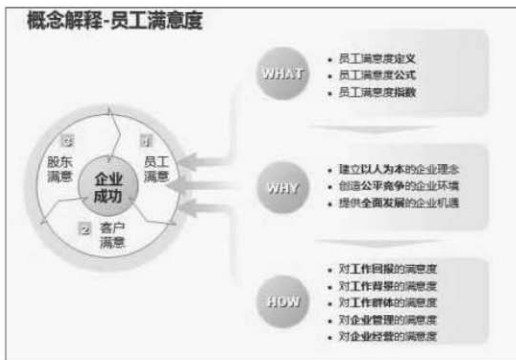 概念解释-员工满意度
WHAT
• 员工满意度定义
• 员工满意度公式
• 员工满意度指数
3
股东
满意
1
员工
满意
企业
成功
2 客户
满意
WHY
• 建立以人为本的企业理念
• 创造公平竞争的企业环境
• 提供全面发展的企业机遇
HOW
• 对工作回报的满意度
• 对工作背景的满意度
• 对工作群体的满意度
• 对企业管理的满意度
• 对企业经营的满意度